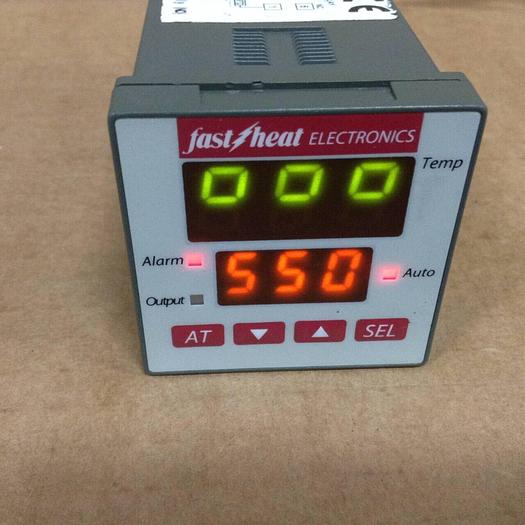 fast heat ELECTRONICS
Temp
000
Alarm
550
Auto
Output
AT
SEL